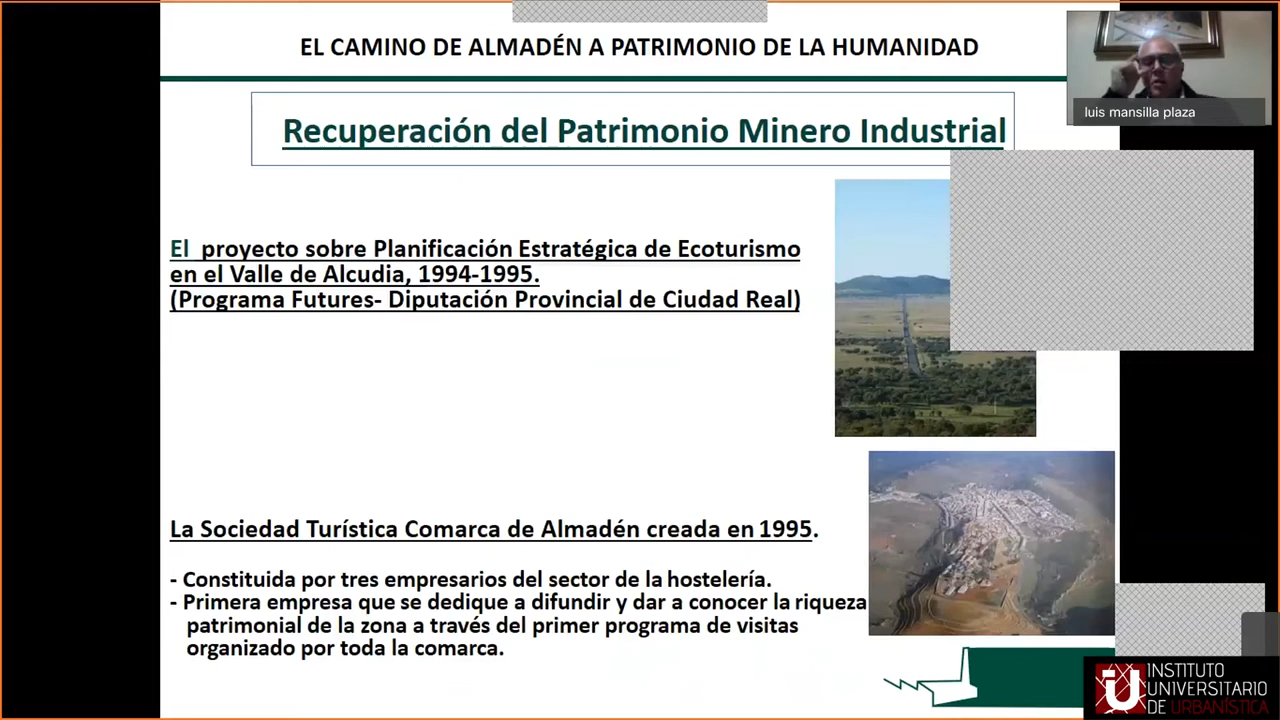 EL CAMINO DE ALMADÉN A PATRIMONIO DE LA HUMANIDAD
luis mansilla plaza
Recuperación del Patrimonio Minero Industrial
El proyecto sobre Planificación Estratégica de Ecoturismo
en el Valle de Alcudia, 1994-1995.
(Programa Futures- Diputación Provincial de Ciudad Real)
La Sociedad Turística Comarca de Almadén creada en 1995.
- Constituida por tres empresarios del sector de la hostelería.
- Primera empresa que se dedique a difundir y dar a conocer la riqueza
patrimonial de la zona a través del primer programa de visitas
organizado por toda la comarca.
INSTITUTO
UNIVERSITARIO
DE URBANÍSTICA